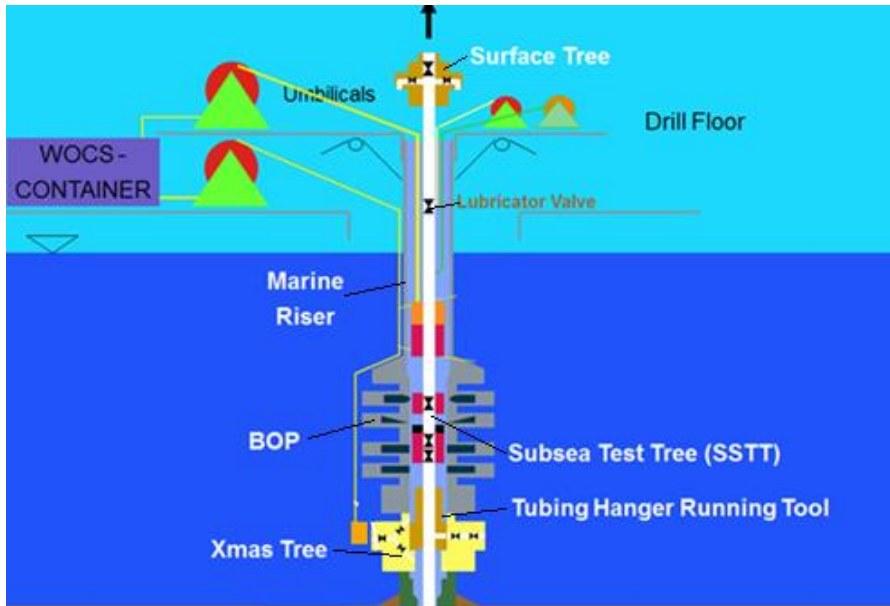 Surface Tree
Umbilicals
Drill Floor
WOCS -
CONTAINER
Lubricator Valve
Marine
Riser
BOP
Subsea Test Tree (SSTT)
Tubing Hanger Running Tool
Xmas Tree